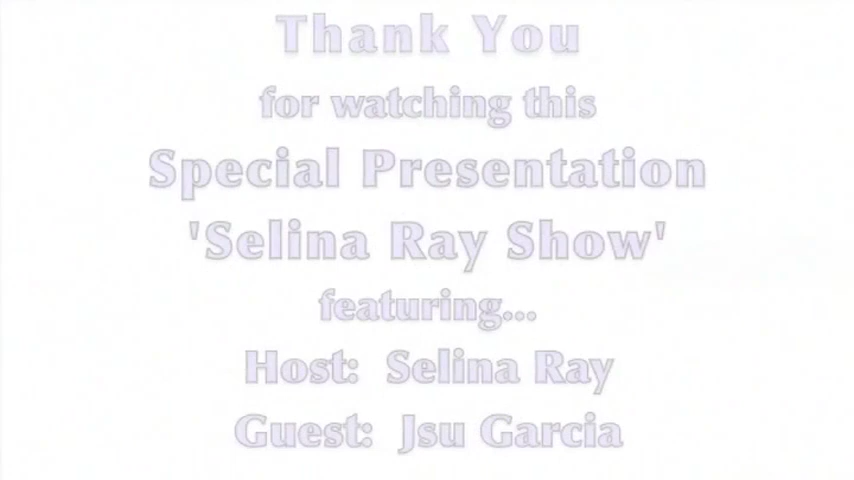 Thank You
for watching this
Special Presentation
'Selina Ray Show'
featuring...
Host: Selina Ray
Guest: Jsu Garcia